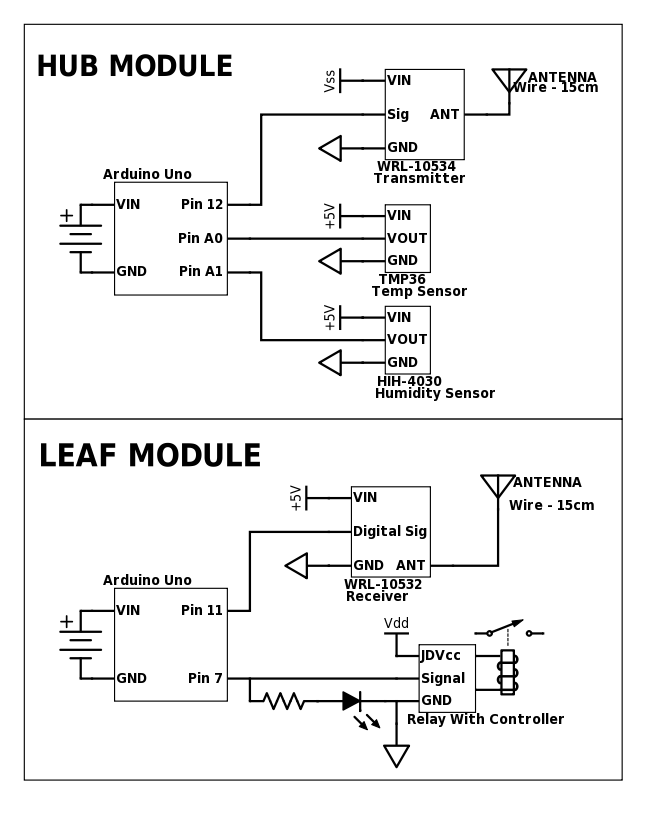 HUB MODULE
Vss
VIN
Sig
ANT
GND
WRL-10534
Transmitter
ANTENNA
Wire - 15cm
Arduino Uno
VIN
GND
Pin 12
Pin A0
Pin A1
+
+5V
VIN
VOUT
GND
TMP36
Temp Sensor
+5V
VIN
VOUT
GND
HIH-4030
Humidity Sensor
LEAF MODULE
+5V
VIN
Digital Sig
GND
ANT
WRL-10532
Receiver
ANTENNA
Wire - 15cm
Arduino Uno
VIN
GND
Pin 11
Pin 7
+
Vdd
JDVcc
Signal
GND
Relay With Controller